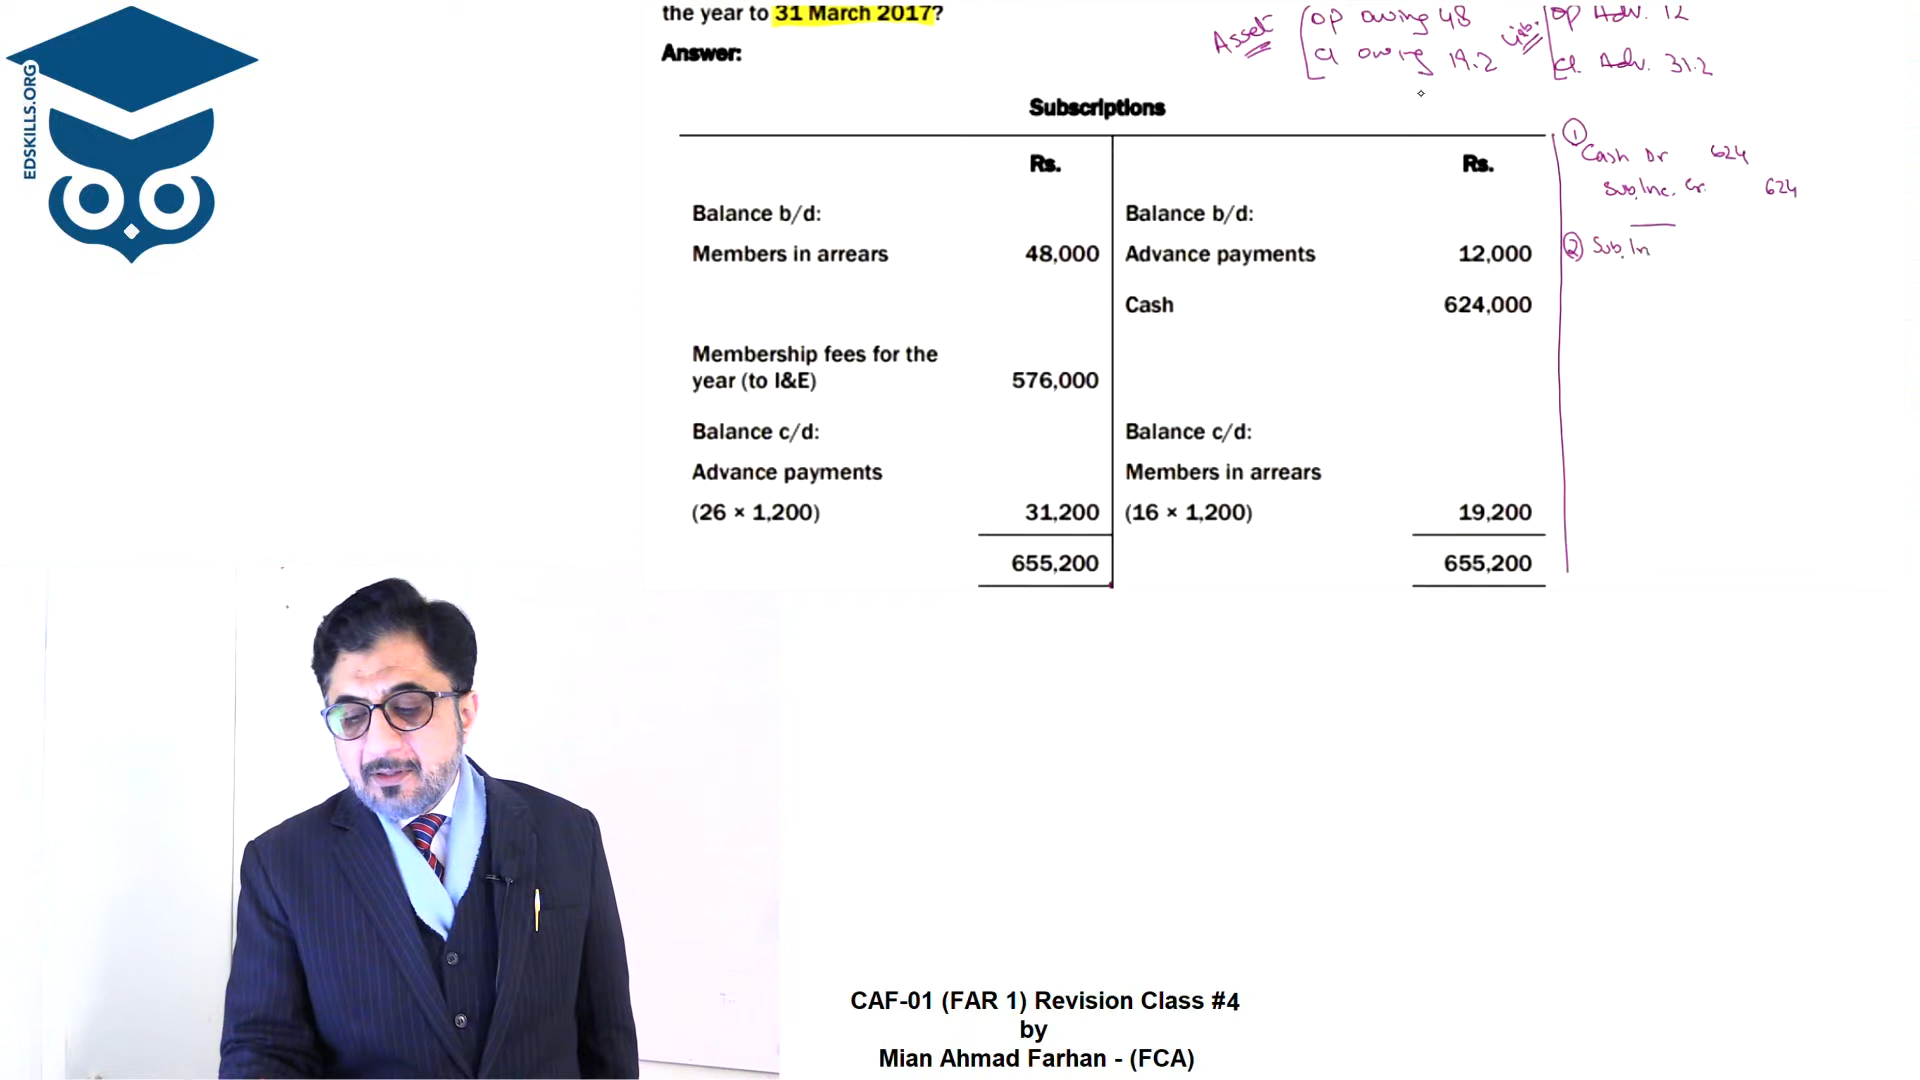 EDSKILLS.ORG
the year to 31 March 2017?
Answer:
Asset
op owing 48
cl owing 19.2
Liab.
op Adv. 12
cl. Adv. 31.2
Subscriptions
Rs. Rs.
Balance b/d: Balance b/d:
Members in arrears 48,000 Advance payments 12,000
Cash 624,000
Membership fees for the
year (to I&E) 576,000
Balance c/d: Balance c/d:
Advance payments Members in arrears
(26 × 1,200) 31,200 (16 × 1,200) 19,200
655,200 655,200
① Cash Dr 624
Sub.Inc. Cr. 624
② Sub.In
CAF-01 (FAR 1) Revision Class #4
by
Mian Ahmad Farhan - (FCA)